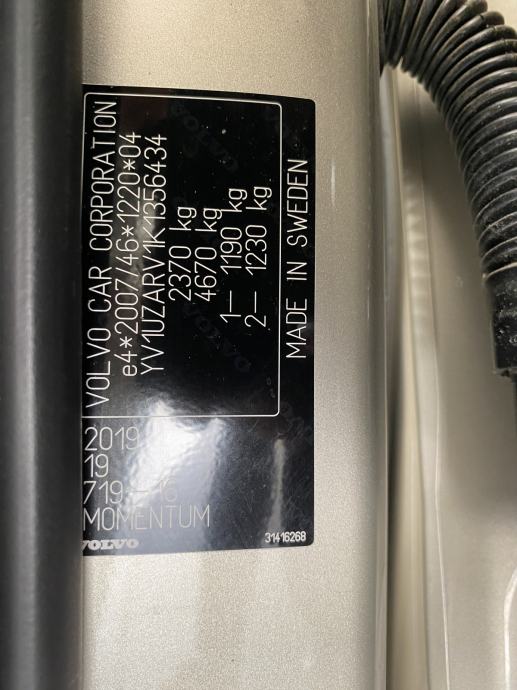 VOLVO CAR CORPORATION
e4*2007/46*1220*04
YV1UZARV1K1356434
2370 kg
4670 kg
1– 1190 kg
2– 1230 kg
MADE IN SWEDEN
2019
19
719
MOMENTUM
VOLVO
31416268